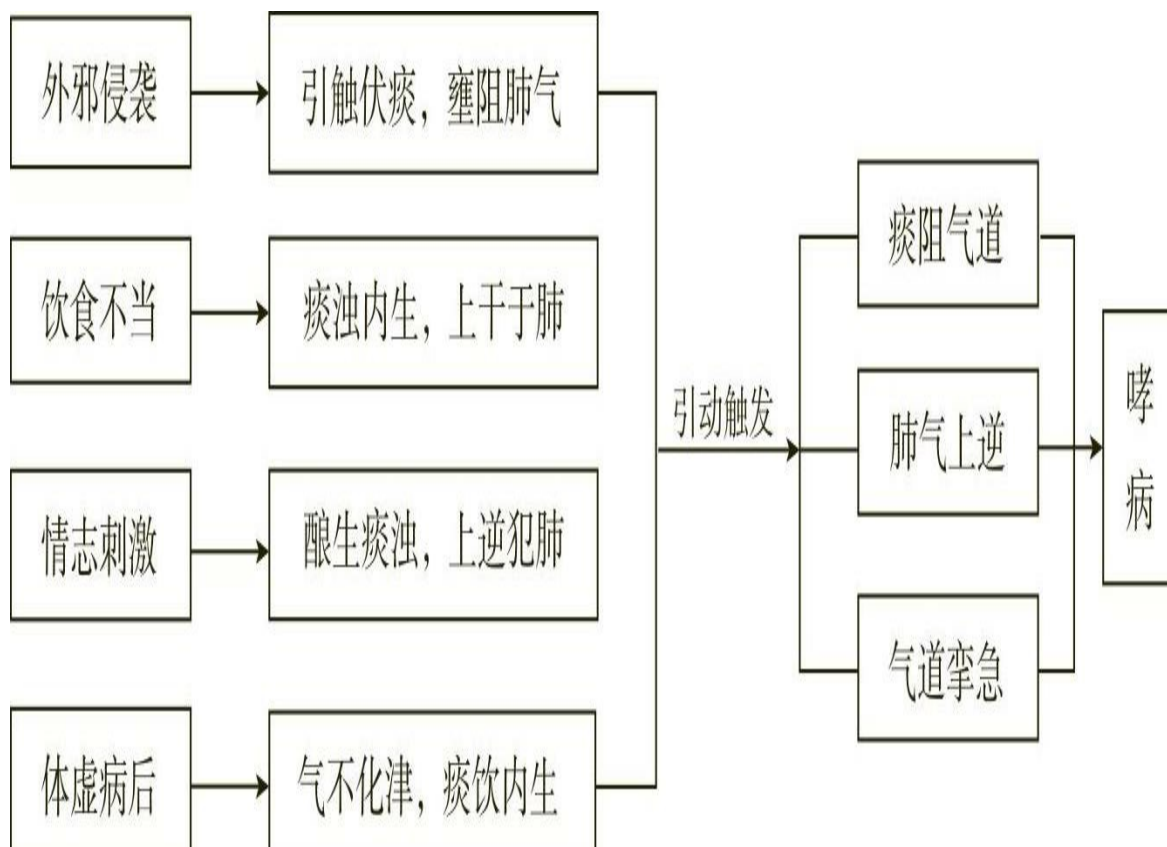 外邪侵袭
引触伏痰，壅阻肺气
饮食不当
痰浊内生，上干于肺
情志刺激
酿生痰浊，上逆犯肺
体虚病后
气不化津，痰饮内生
引动触发
痰阻气道
肺气上逆
气道挛急
哮病